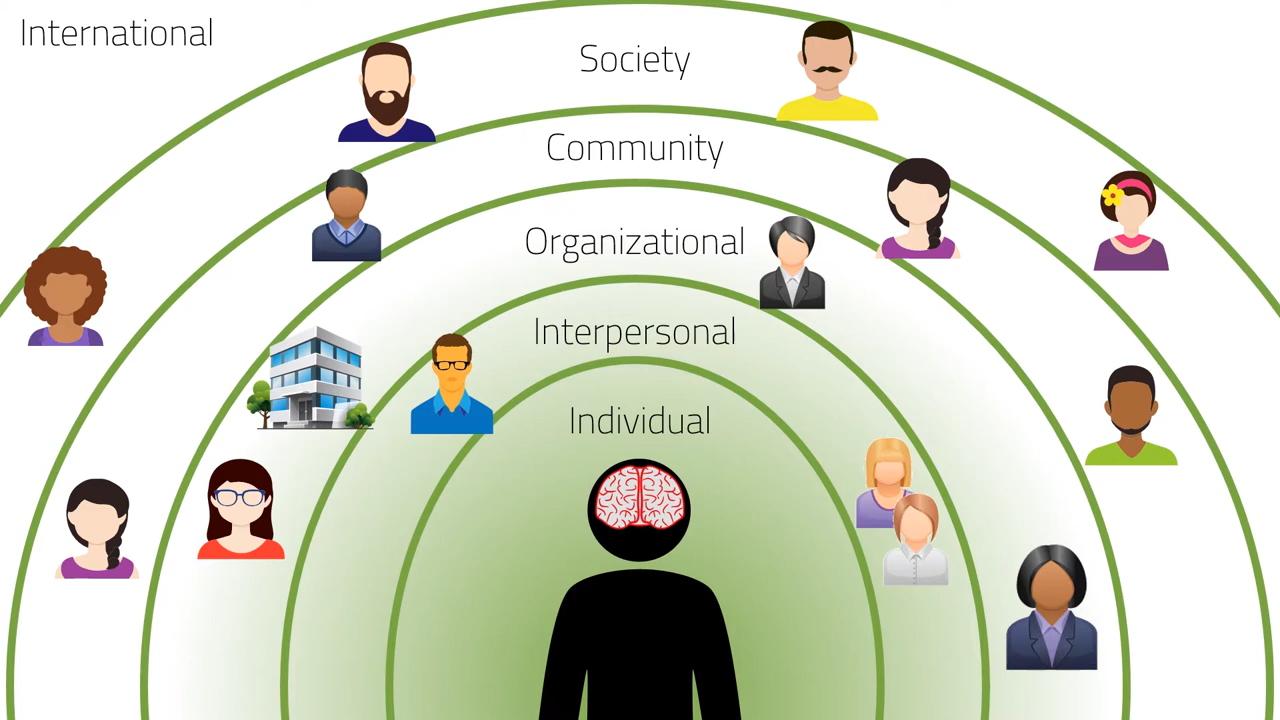 International
Society
Community
Organizational
Interpersonal
Individual